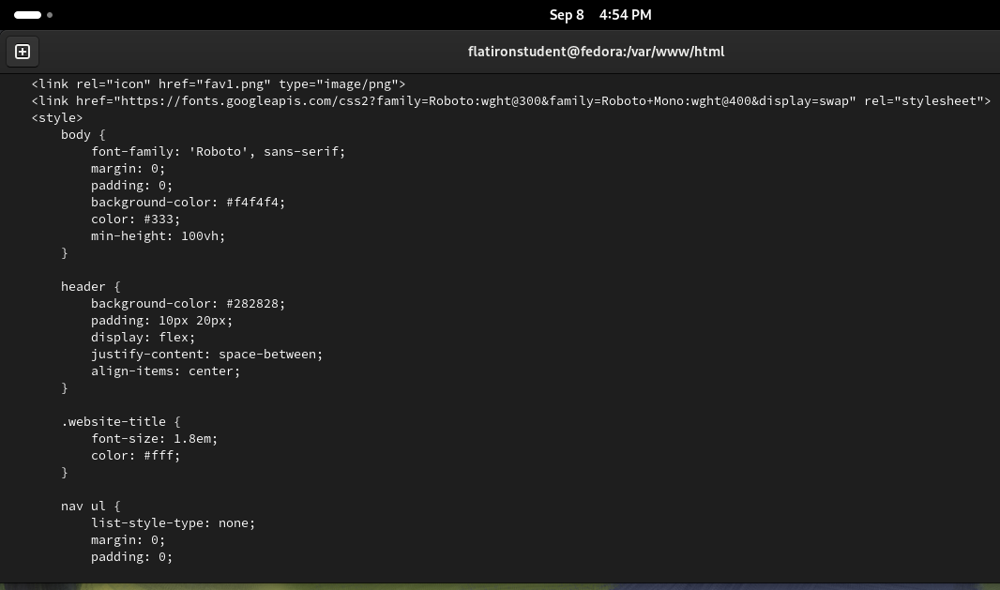 Sep 8 4:54 PM
flatironstudent@fedora:/var/www/html
<link rel="icon" href="fav1.png" type="image/png">
<link href="https://fonts.googleapis.com/css2?family=Roboto:wght@300&family=Roboto+Mono:wght@400&display=swap" rel="stylesheet">
<style>
    body {
        font-family: 'Roboto', sans-serif;
        margin: 0;
        padding: 0;
        background-color: #f4f4f4;
        color: #333;
        min-height: 100vh;
    }

    header {
        background-color: #282828;
        padding: 10px 20px;
        display: flex;
        justify-content: space-between;
        align-items: center;
    }

    .website-title {
        font-size: 1.8em;
        color: #fff;
    }

    nav ul {
        list-style-type: none;
        margin: 0;
        padding: 0;